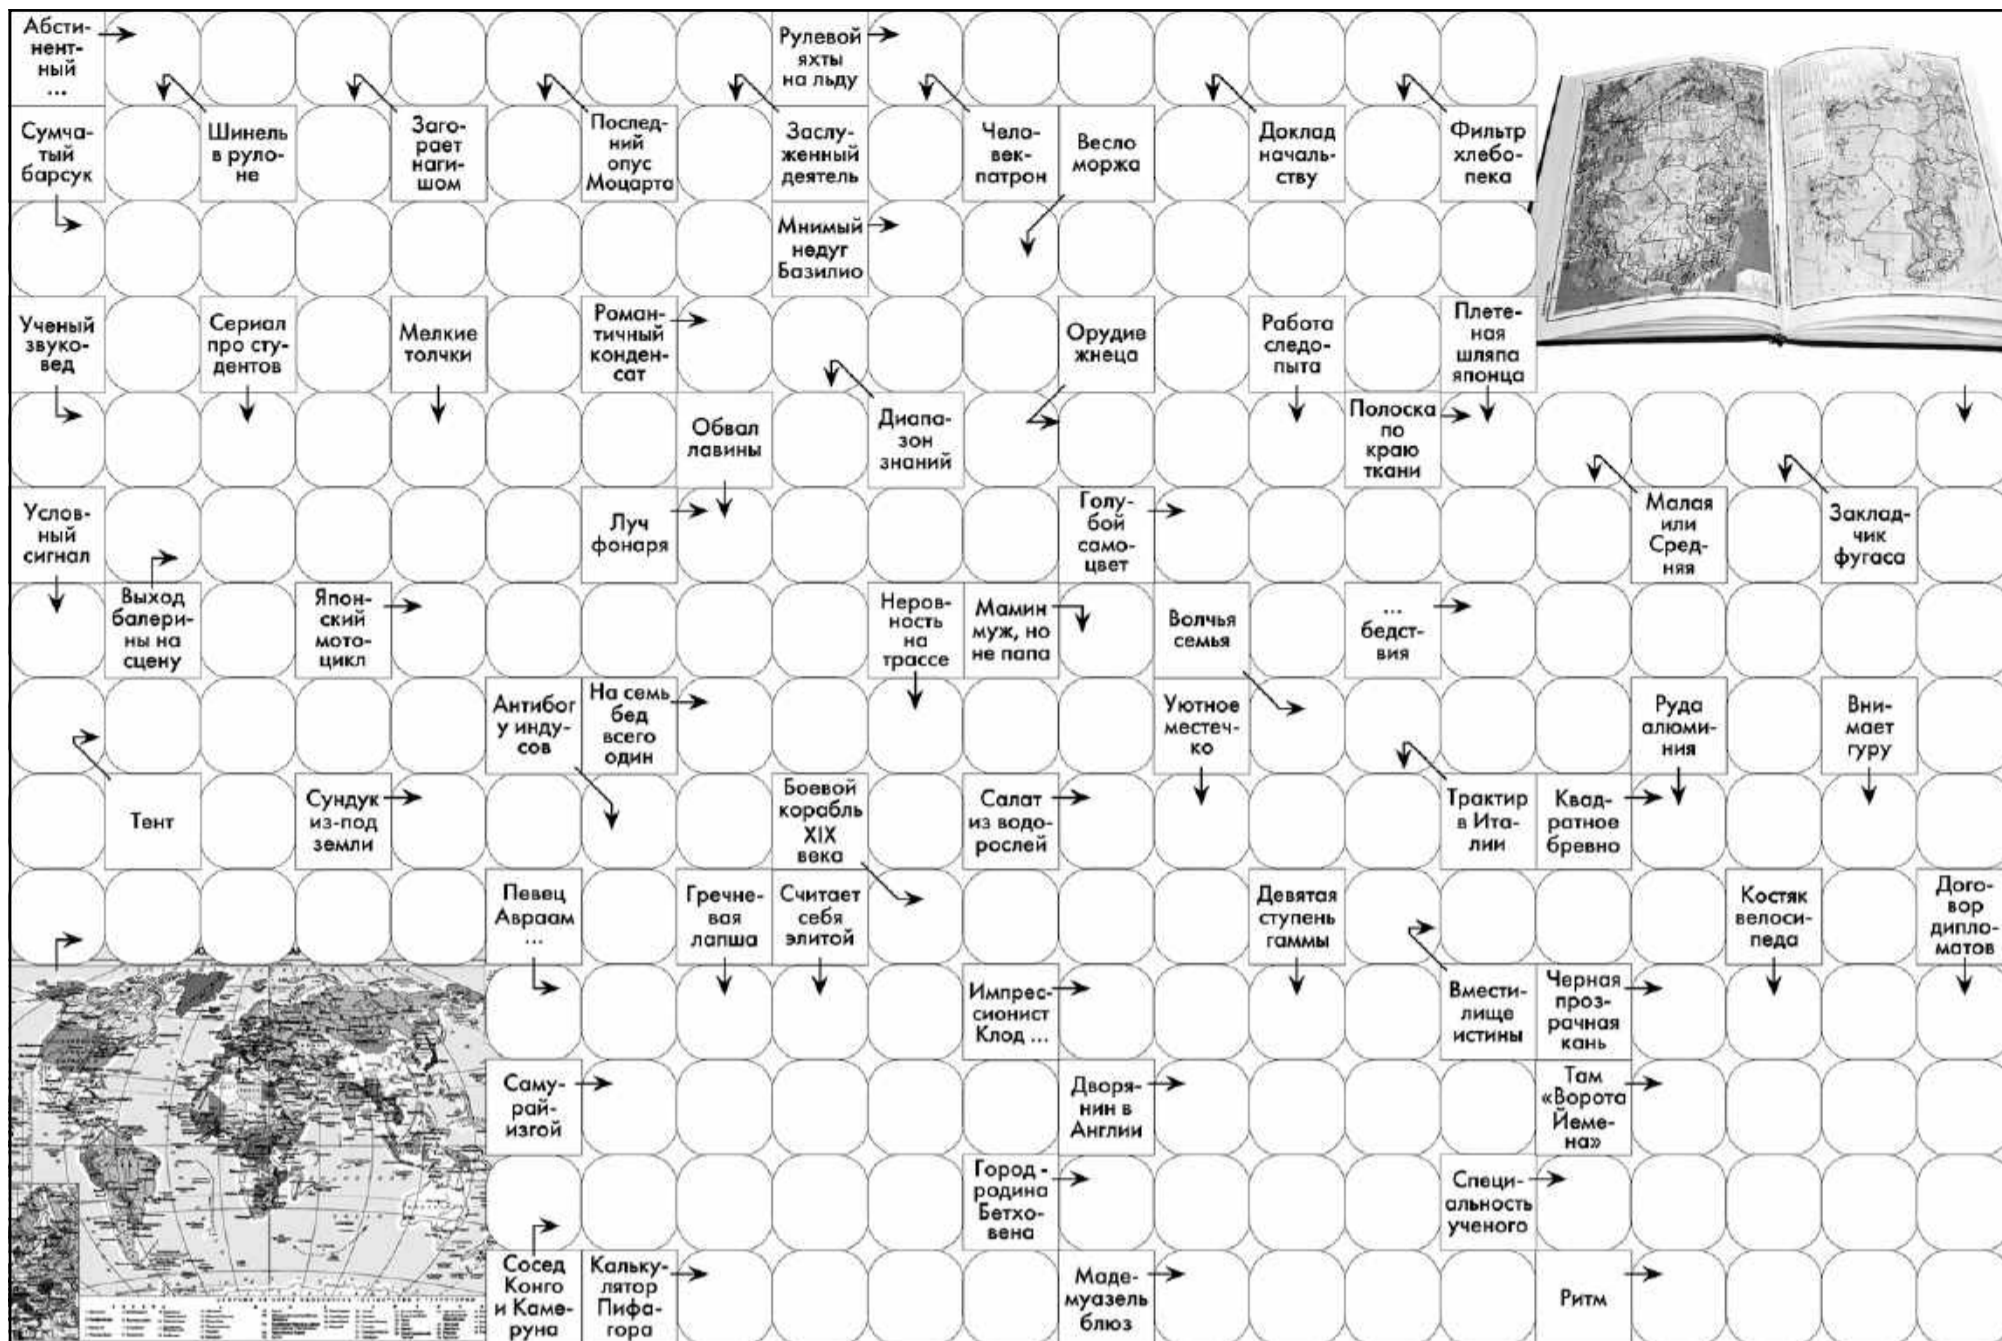 Абсти-
нент-
ный
...
Рулевой
яхты
на льду
Сумча-
тый
барсук
Шинель
в руло-
не
Заго-
рает
наги-
шом
Послед-
ний
опус
Моцарта
Заслу-
женный
деятель
Чела-
век-
патрон
Весло
моржа
Доклад
началь-
ству
Фильтр
хлебо-
пека
Мнимый
недуг
Базилио
Ученый
звуко-
вед
Сериал
про сту-
дентов
Мелкие
толчки
Роман-
тичный
конден-
сат
Орудие
жнеца
Работа
следо-
пыта
Плете-
ная
шляпа
японца
Обвал
лавины
Диапа-
зон
знаний
Полоска
по
краю
ткани
Услов-
ный
сигнал
Луч
фонаря
Голу-
бой
само-
цвет
Малая
или
Сред-
няя
Заклад-
чик
фугаса
Выход
балери-
ны на
сцену
Япон-
ский
мото-
цикл
Неров-
ность
на
трассе
Мамин
муж, но
не папа
Волчья
семья
...
бедст-
вия
Антибог
у инду-
сов
На семь
бед
всего
один
Уютное
местеч-
ко
Руда
алюми-
ния
Вни-
мает
гуру
Тент
Сундук
из-под
земли
Боевой
корабль
XIX
века
Салат
из водо-
рослей
Трактир
в Ита-
лии
Квад-
ратное
бревно
Певец
Авраам
...
Гречне-
вая
лапша
Считает
себя
элитой
Девятая
ступень
гаммы
Костяк
велоси-
педа
Дого-
вор
дипло-
матов
Импрес-
сионист
Клод ...
Вмести-
лище
истины
Черная
проз-
рачная
кань
Саму-
рай-
изгой
Дворя-
нин в
Англии
Там
«Ворота
Йеме-
на»
Город -
родина
Бетхо-
вена
Специ-
альность
ученого
Сосед
Конго
и Каме-
руна
Кальку-
лятор
Пифа-
гора
Маде-
муазель
блюз
Ритм